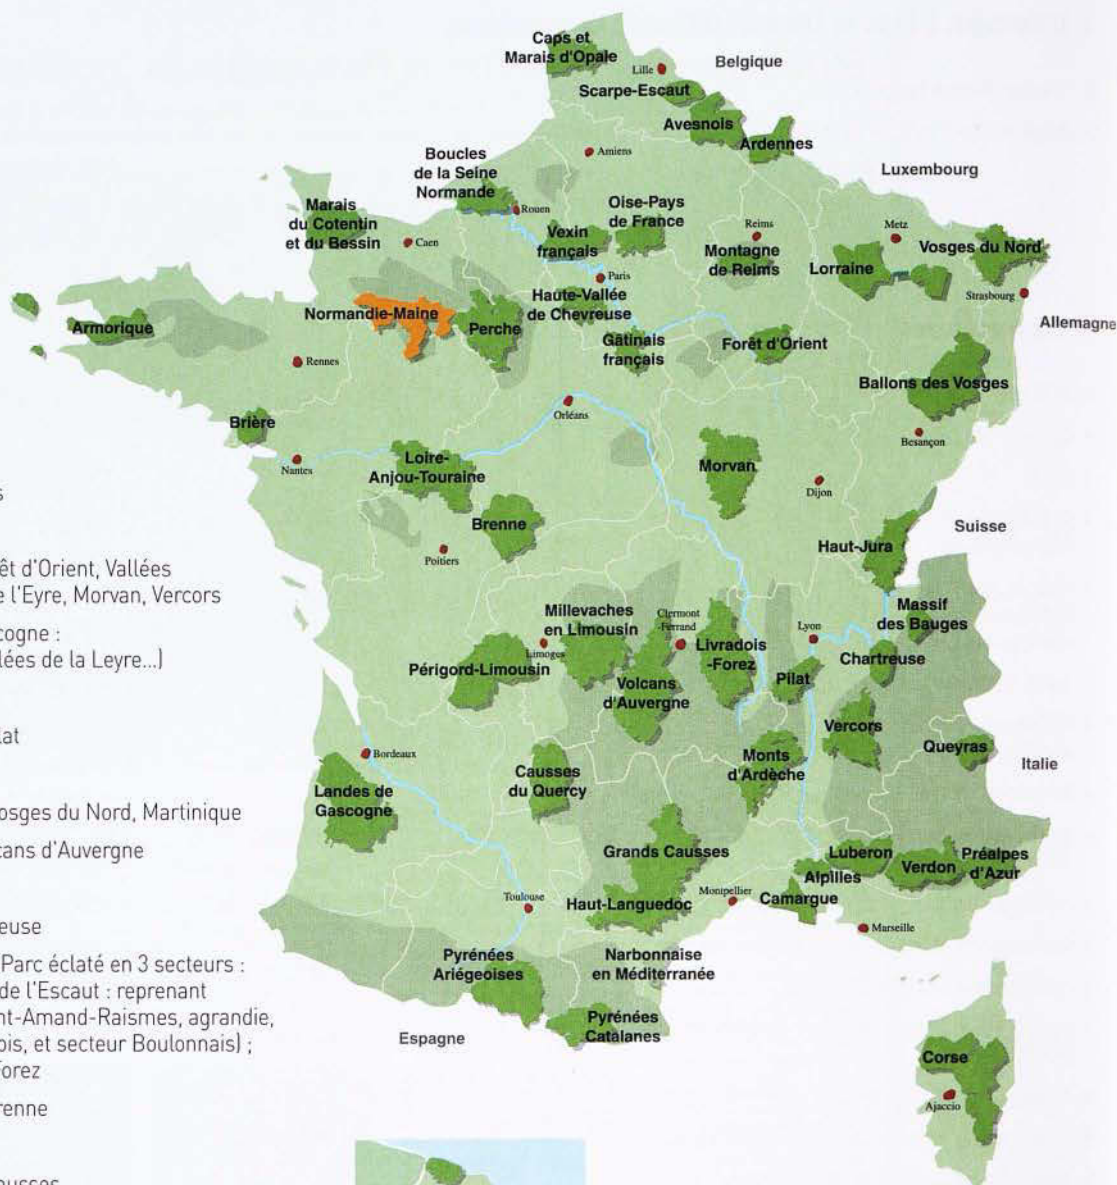 Caps et
Marais d'Opale
Lille
Belgique
Scarpe-Escaut
Avesnois
Ardennes
Amiens
Luxembourg
Boucles
de la Seine
Normande
Rouen
Oise-Pays
de France
Marais
du Cotentin
et du Bessin
Caen
Vexin
français
Reims
Montagne
de Reims
Metz
Lorraine
Vosges du Nord
Strasbourg
Allemagne
Paris
Haute-Vallée
de Chevreuse
Normandie-Maine
Perche
Armorique
Gâtinais
français
Forêt d'Orient
Rennes
Ballons des Vosges
Brière
Orléans
Besançon
Nantes
Loire-
Anjou-Touraine
Morvan
Dijon
Brenne
Poitiers
Suisse
Haut-Jura
s
êt d'Orient, Vallées
e l'Eyre, Morvan, Vercors
cogne :
lées de la Leyre...)
lat
osges du Nord, Martinique
cans d'Auvergne
euse
Parc éclaté en 3 secteurs :
de l'Escaut : reprenant
nt-Amand-Raismes, agrandie,
ois, et secteur Boulonnais) ;
Forez
renne
ausses
Millevaches
en Limousin
Clermont
-Ferrand
Limoges
Périgord-Limousin
Volcans
d'Auvergne
Livradois
-Forez
Lyon
Pilat
Massif
des Bauges
Chartreuse
Vercors
Queyras
Italie
Bordeaux
Landes de
Gascogne
Causses
du Quercy
Monts
d'Ardèche
Grands Causses
Luberon
Alpilles
Verdon
Préalpes
d'Azur
Toulouse
Haut-Languedoc
Montpellier
Camargue
Marseille
Pyrénées
Ariégeoises
Narbonnaise
en Méditerranée
Espagne
Pyrénées
Catalanes
Corse
Ajaccio